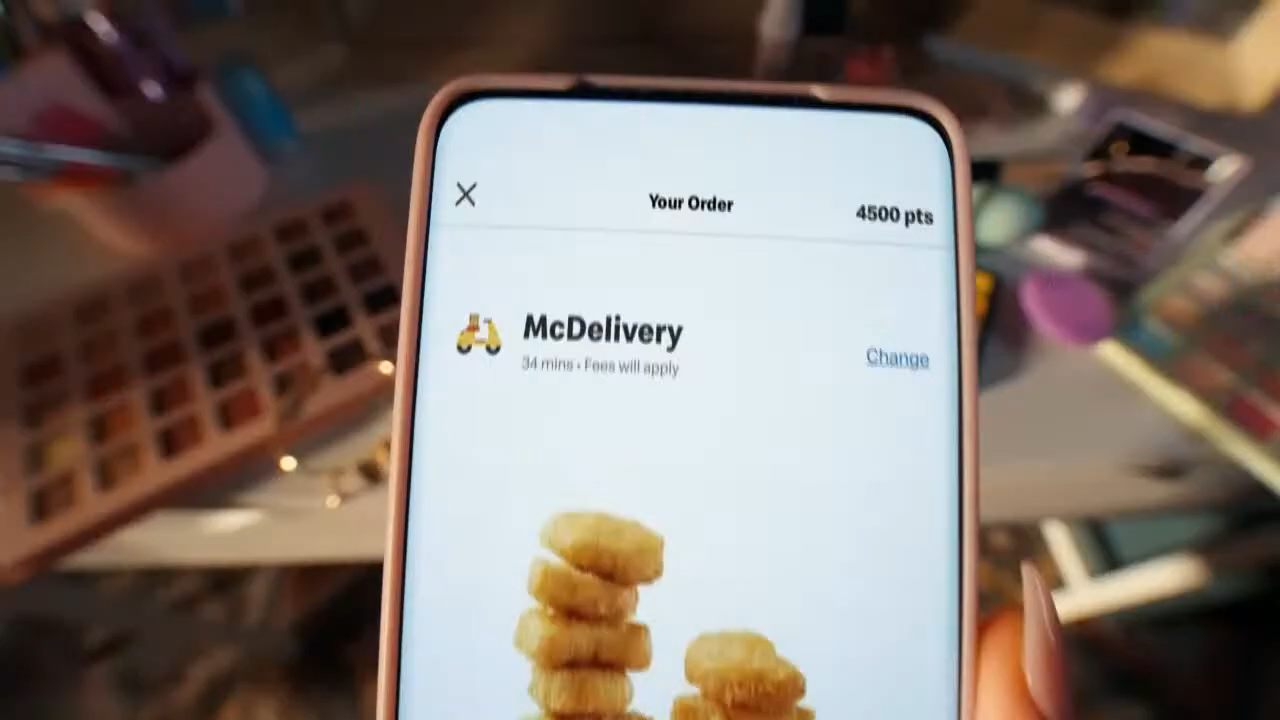 Your Order
4500 pts
McDelivery
34 mins • Fees will apply
Change